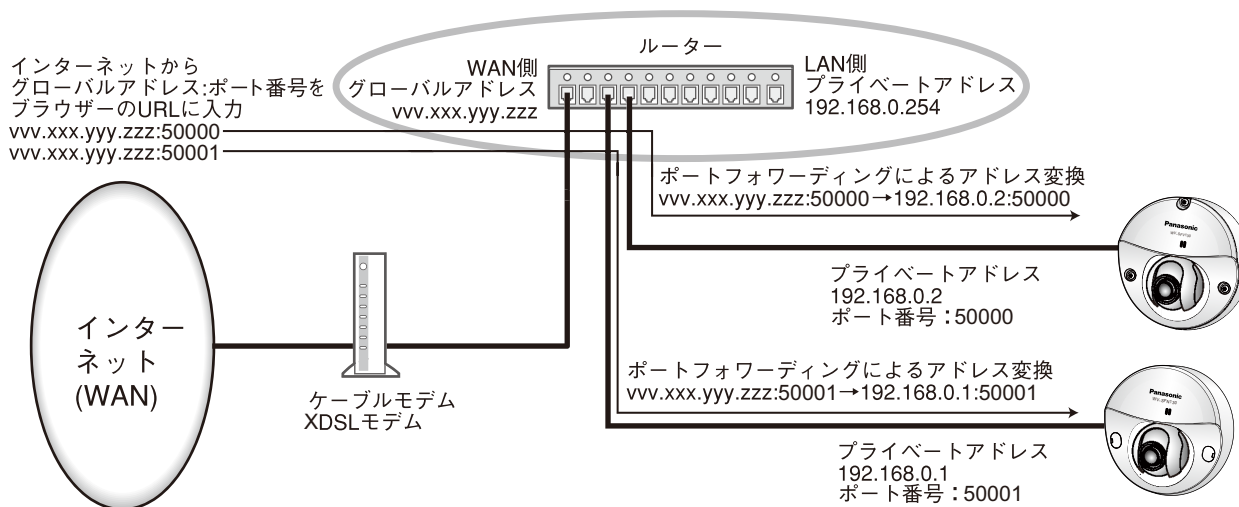 ルーター
インターネットから
グローバルアドレス:ポート番号を
ブラウザーのURLに入力
vvv.xxx.yyy.zzz:50000
vvv.xxx.yyy.zzz:50001
WAN側
グローバルアドレス
vvv.xxx.yyy.zzz
LAN側
プライベートアドレス
192.168.0.254
ポートフォワーディングによるアドレス変換
vvv.xxx.yyy.zzz:50000→192.168.0.2:50000
Panasonic
プライベートアドレス
192.168.0.2
ポート番号：50000
インター
ネット
(WAN)
ケーブルモデム
XDSLモデム
ポートフォワーディングによるアドレス変換
vvv.xxx.yyy.zzz:50001→192.168.0.1:50001
Panasonic
プライベートアドレス
192.168.0.1
ポート番号：50001